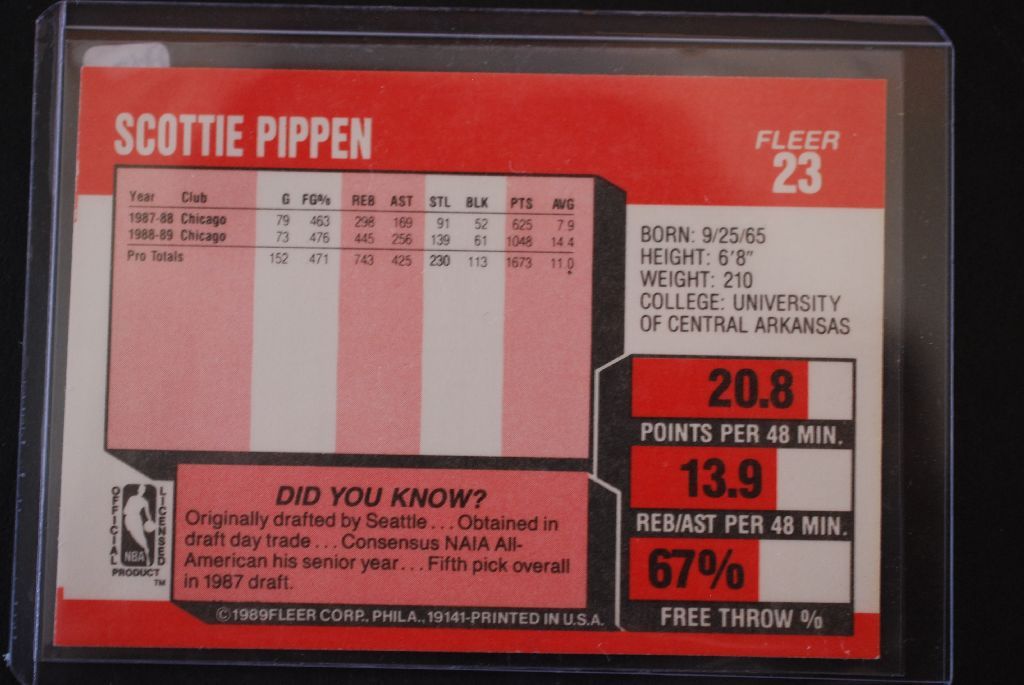 SCOTTIE PIPPEN
FLEER
23
Year Club G FG% REB AST STL BLK PTS AVG
1987-88 Chicago 79 463 298 169 91 52 625 7 9
1988-89 Chicago 73 476 445 256 139 61 1048 14 4
Pro Totals 152 471 743 425 230 113 1673 11.0
BORN: 9/25/65
HEIGHT: 6'8"
WEIGHT: 210
COLLEGE: UNIVERSITY
OF CENTRAL ARKANSAS
20.8
POINTS PER 48 MIN.
13.9
REB/AST PER 48 MIN.
67%
FREE THROW %
OFFICIAL
LICENSED
NBA
PRODUCT
TM
DID YOU KNOW?
Originally drafted by Seattle... Obtained in
draft day trade... Consensus NAIA All-
American his senior year... Fifth pick overall
in 1987 draft.
©1989FLEER CORP., PHILA., 19141-PRINTED IN U.S.A.